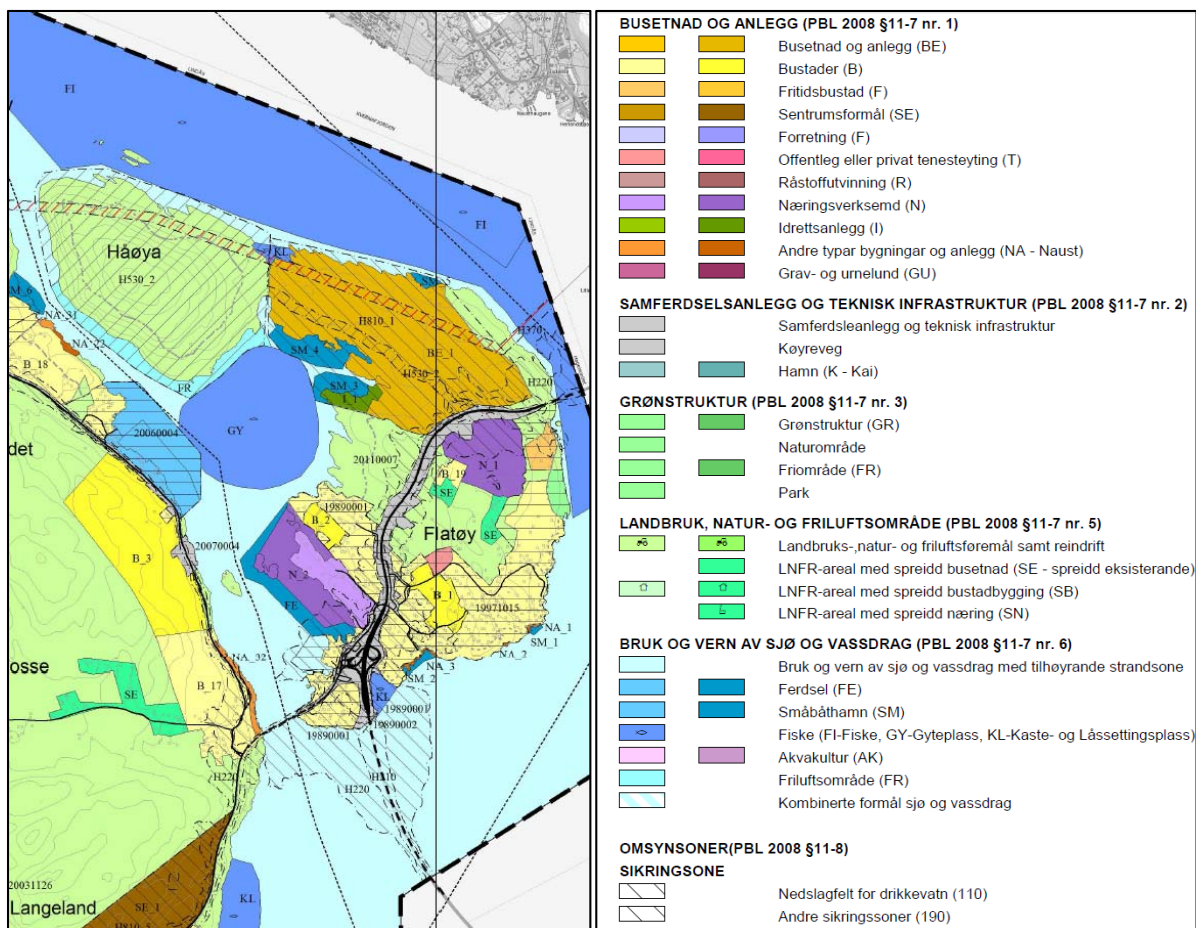 FI
KVERNAFJORDEN
FI
Håøya
H530_2
KL
SM
SM_6
NA_31
NA_22
H810_1
H370
SM_4
BE_1
H530_2
B_18
FR
SM_3
H220
I_1
GY
20060004
det
20110007
N_1
B_19
SE
19890001
B_2
Flatøy
SE
20070004
B_3
N_2
FE
B_1
19971015
NA_1
SM_1
NA_2
osse
NA_32
NA_3
SM_2
SE
B_17
KL
19890001
19890002
19890001
H220
H210
H220
20031126
KL
Langeland
SE_1
H810_5
BUSETNAD OG ANLEGG (PBL 2008 §11-7 nr. 1)
Busetnad og anlegg (BE)
Bustader (B)
Fritidsbustad (F)
Sentrumsformål (SE)
Forretning (F)
Offentleg eller privat tenesteyting (T)
Råstoffutvinning (R)
Næringsverksemd (N)
Idrettsanlegg (I)
Andre typar bygningar og anlegg (NA - Naust)
Grav- og urnelund (GU)
SAMFERDSELSANLEGG OG TEKNISK INFRASTRUKTUR (PBL 2008 §11-7 nr. 2)
Samferdsleanlegg og teknisk infrastruktur
Køyreveg
Hamn (K - Kai)
GRØNSTRUKTUR (PBL 2008 §11-7 nr. 3)
Grønstruktur (GR)
Naturområde
Friområde (FR)
Park
LANDBRUK, NATUR- OG FRILUFTSOMRÅDE (PBL 2008 §11-7 nr. 5)
Landbruks-,natur- og friluftsføremål samt reindrift
LNFR-areal med spreidd busetnad (SE - spreidd eksisterande)
LNFR-areal med spreidd bustadbygging (SB)
LNFR-areal med spreidd næring (SN)
BRUK OG VERN AV SJØ OG VASSDRAG (PBL 2008 §11-7 nr. 6)
Bruk og vern av sjø og vassdrag med tilhøyrande strandsone
Ferdsel (FE)
Småbåthamn (SM)
Fiske (FI-Fiske, GY-Gyteplass, KL-Kaste- og Låssettingsplass)
Akvakultur (AK)
Friluftsområde (FR)
Kombinerte formål sjø og vassdrag
OMSYNSONER(PBL 2008 §11-8)
SIKRINGSONE
Nedslagfelt for drikkevatn (110)
Andre sikringssoner (190)